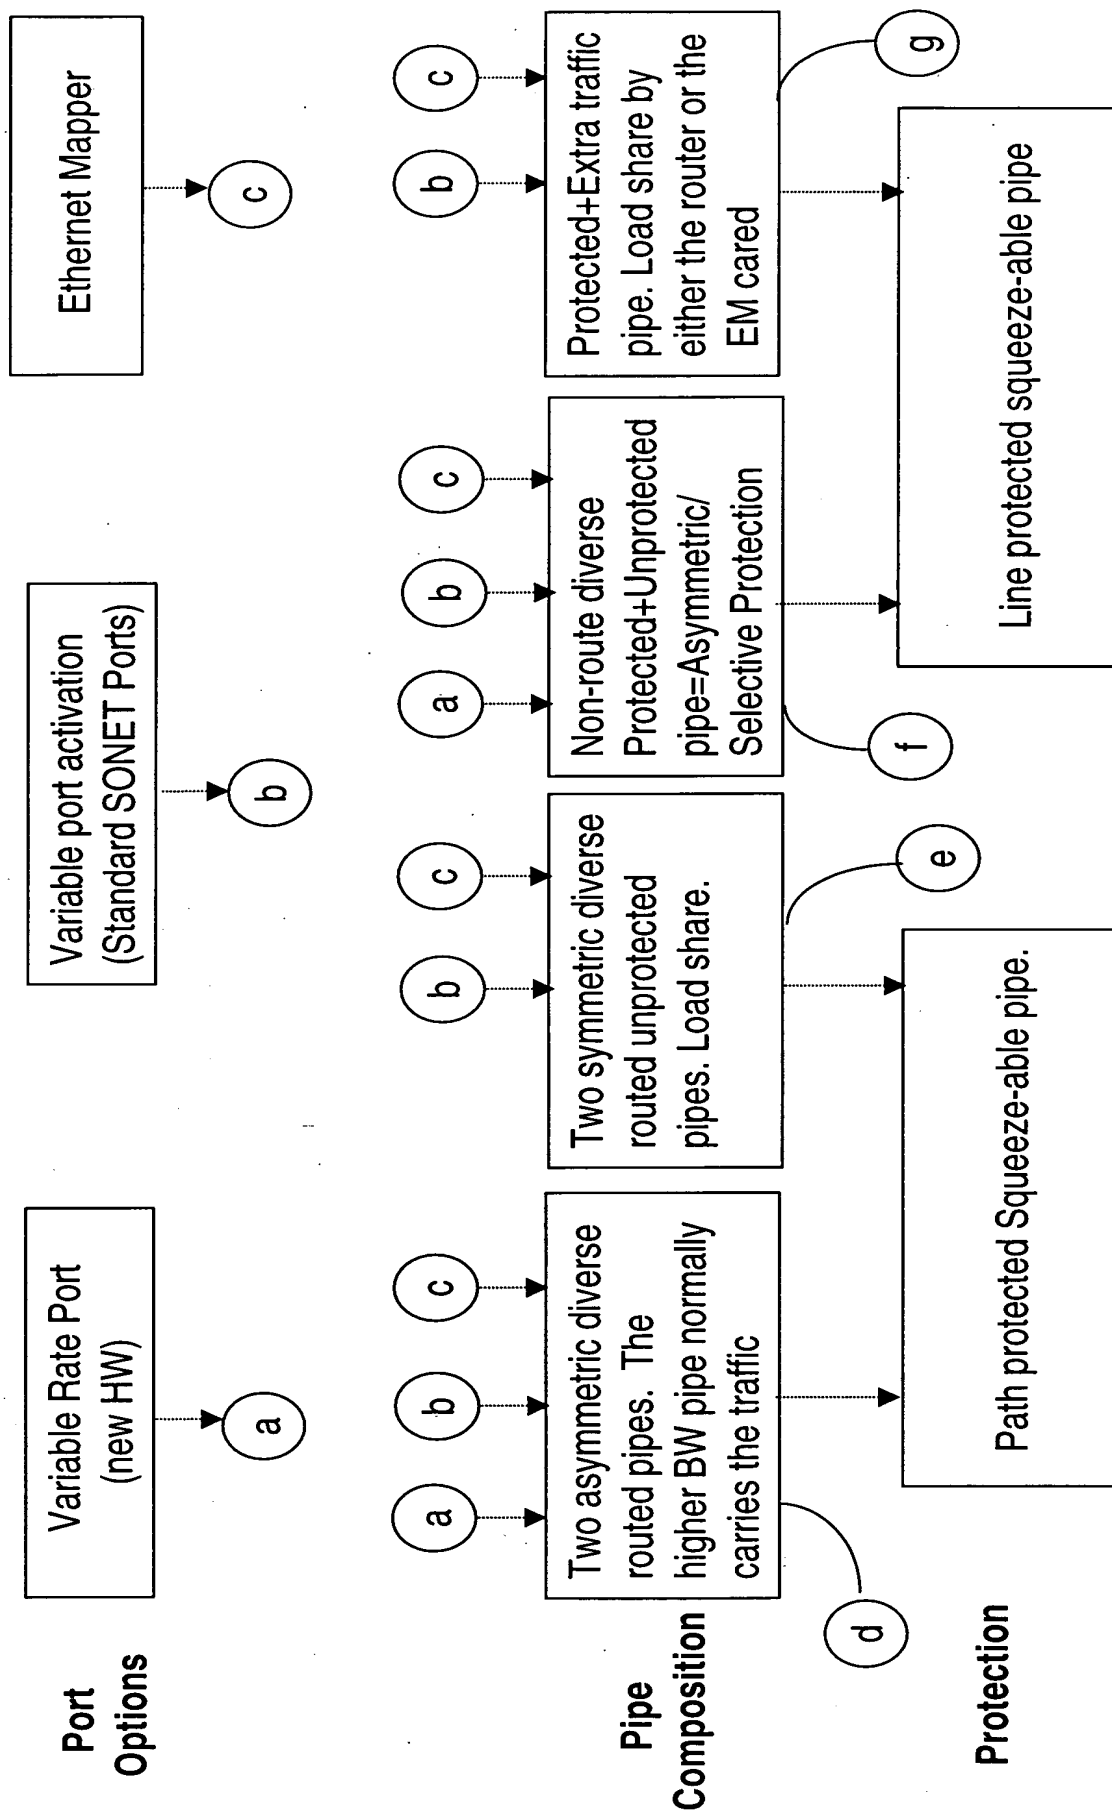 Port
Options
Variable Rate Port
(new HW)
a
Variable port activation
(Standard SONET Ports)
b
Ethernet Mapper
c
Pipe
Composition
a
b
c
Two asymmetric diverse
routed pipes. The
higher BW pipe normally
carries the traffic
d
b
c
Two symmetric diverse
routed unprotected
pipes. Load share.
e
a
b
c
Non-route diverse
Protected+Unprotected
pipe=Asymmetric/
Selective Protection
f
b
c
Protected+Extra traffic
pipe. Load share by
either the router or the
EM cared
g
Protection
Path protected Squeeze-able pipe.
Line protected squeeze-able pipe